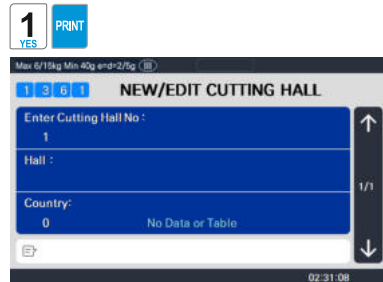 1
YES
PRINT
Max 6/15kg Min 40g e=d=2/5g (III)
1 3 6 1 NEW/EDIT CUTTING HALL
Enter Cutting Hall No :
1
Hall :
1/1
Country:
0 No Data or Table
02:31:08